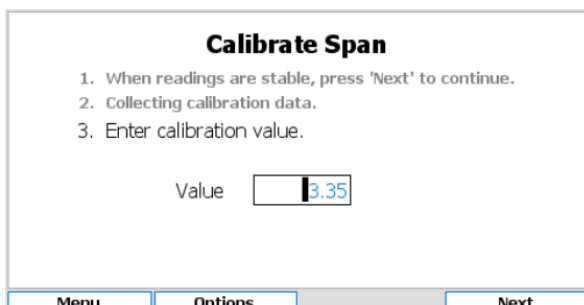 Calibrate Span
1. When readings are stable, press 'Next' to continue.
2. Collecting calibration data.
3. Enter calibration value.
Value 3.35
Menu Options Next